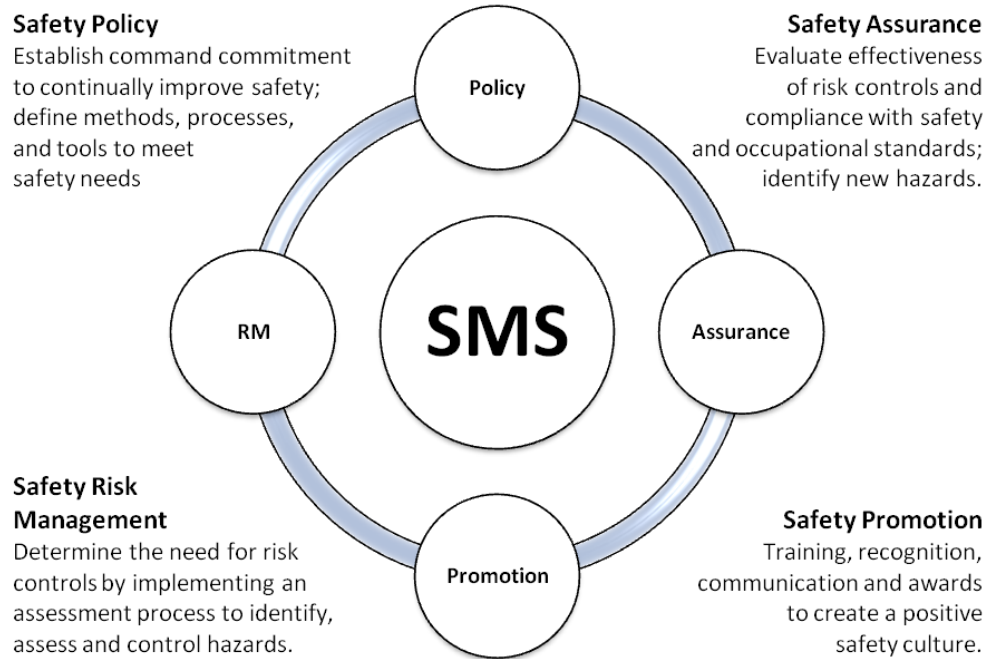 Safety Policy
Establish command commitment
to continually improve safety;
define methods, processes,
and tools to meet
safety needs
Safety Assurance
Evaluate effectiveness
of risk controls and
compliance with safety
and occupational standards;
identify new hazards.
Policy
RM
SMS
Assurance
Promotion
Safety Risk
Management
Determine the need for risk
controls by implementing an
assessment process to identify,
assess and control hazards.
Safety Promotion
Training, recognition,
communication and awards
to create a positive
safety culture.